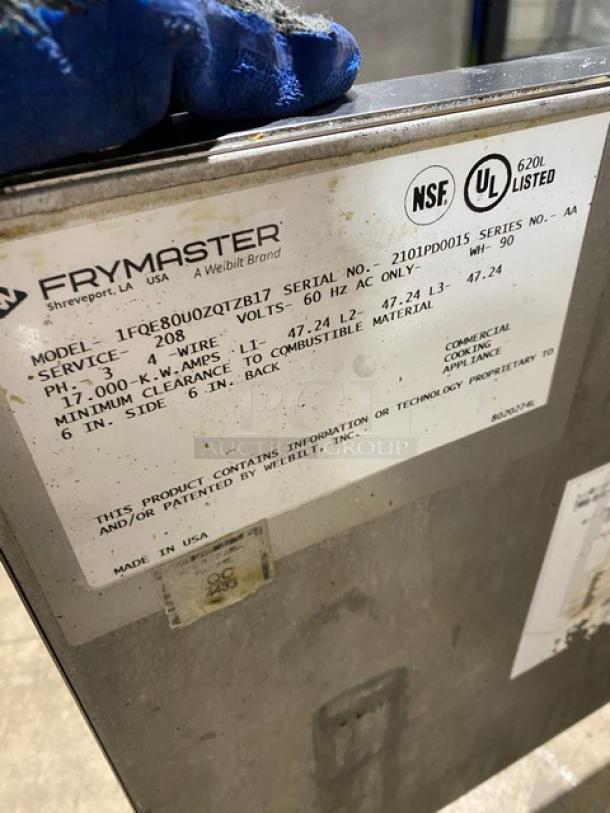 FRYMASTER
Shreveport, LA USA A Welbilt Brand
NSF UL 620L LISTED
MODEL- 1FQE80U0ZQTZB17 SERIAL NO.- 2101PD0015 SERIES NO.- AA
SERVICE- 208 VOLTS- 60 HZ AC ONLY- WH- 90
PH. 3 4 -WIRE
17.000-K.W.AMPS L1- 47.24 L2- 47.24 L3- 47.24
MINIMUM CLEARANCE TO COMBUSTIBLE MATERIAL
6 IN. SIDE 6 IN. BACK
COMMERCIAL
COOKING
APPLIANCE
THIS PRODUCT CONTAINS INFORMATION OR TECHNOLOGY PROPRIETARY TO
AND/OR PATENTED BY WELBILT, INC.
8020274L
MADE IN USA
PCI
AUCTION GROUP
QC